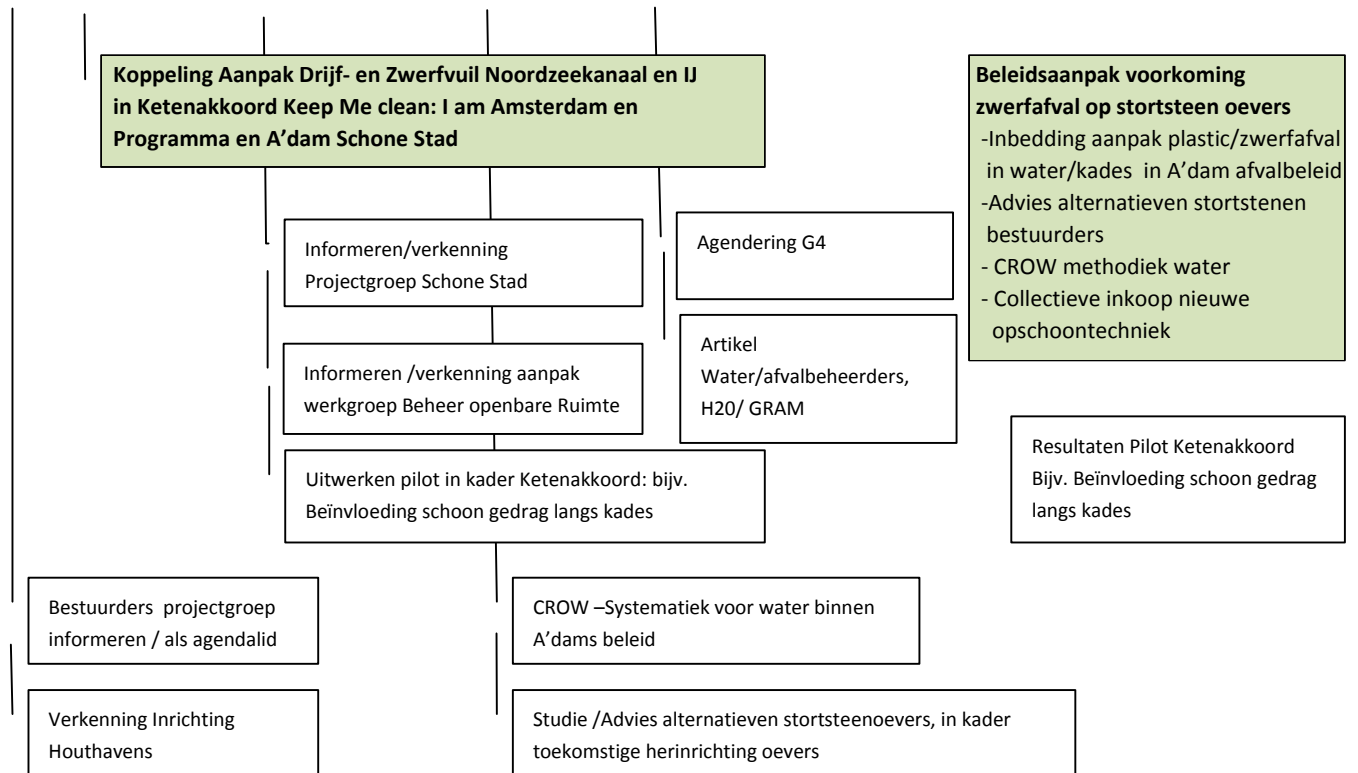 Koppeling Aanpak Drijf- en Zwerfvuil Noordzeekanaal en IJ
in Ketenakkoord Keep Me clean: I am Amsterdam en
Programma en A’dam Schone Stad
Beleidsaanpak voorkoming
zwerfafval op stortsteen oevers
-Inbedding aanpak plastic/zwerfafval
in water/kades in A’dam afvalbeleid
-Advies alternatieven stortstenen
bestuurders
- CROW methodiek water
- Collectieve inkoop nieuwe
opschoontechniek
Informeren/verkenning
Projectgroep Schone Stad
Agendering G4
Informeren /verkenning aanpak
werkgroep Beheer openbare Ruimte
Artikel
Water/afvalbeheerders,
H20/ GRAM
Uitwerken pilot in kader Ketenakkoord: bijv.
Beïnvloeding schoon gedrag langs kades
Resultaten Pilot Ketenakkoord
Bijv. Beïnvloeding schoon gedrag
langs kades
Bestuurders projectgroep
informeren / als agendalid
CROW –Systematiek voor water binnen
A’dams beleid
Verkenning Inrichting
Houthavens
Studie /Advies alternatieven stortsteenoevers, in kader
toekomstige herinrichting oevers